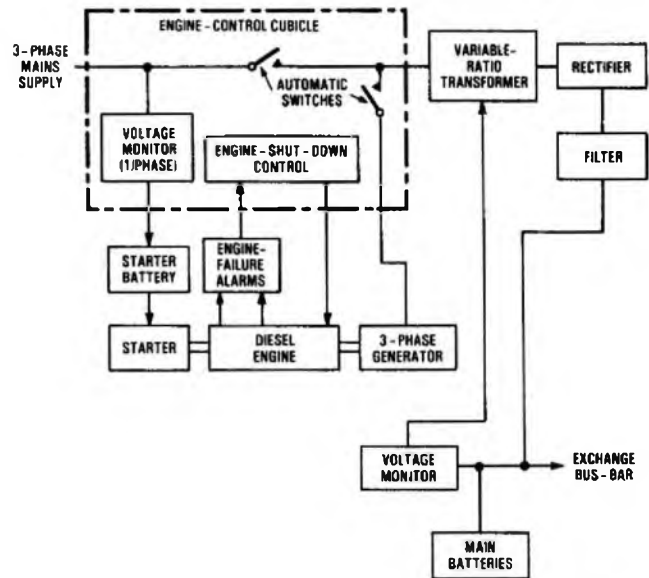 ENGINE-CONTROL CUBICLE
3-PHASE
MAINS
SUPPLY
AUTOMATIC
SWITCHES
VARIABLE-
RATIO
TRANSFORMER
RECTIFIER
VOLTAGE
MONITOR
(1/PHASE)
ENGINE-SHUT-DOWN
CONTROL
FILTER
STARTER
BATTERY
ENGINE-
FAILURE
ALARMS
STARTER
DIESEL
ENGINE
3-PHASE
GENERATOR
VOLTAGE
MONITOR
EXCHANGE
BUS-BAR
MAIN
BATTERIES